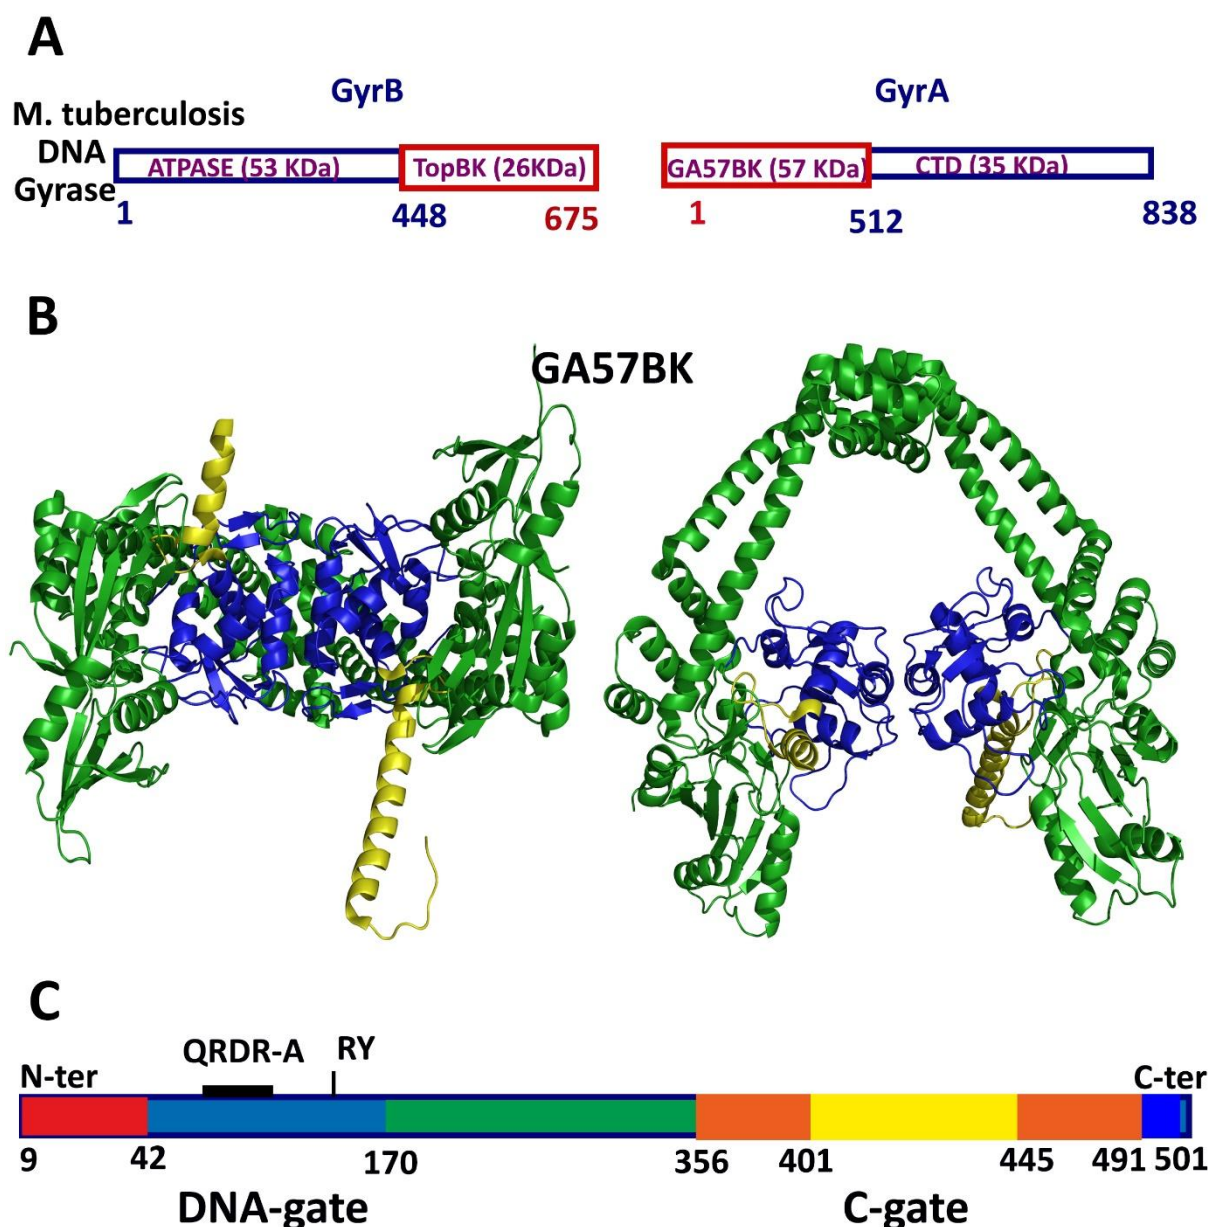 A
GyrB
GyrA
M. tuberculosis
DNA
Gyrase
ATPASE (53 KDa)
TopBK (26KDa)
GA57BK (57 KDa)
CTD (35 KDa)
1
448
675
1
512
838
B
GA57BK
C
QRDR-A
RY
N-ter
C-ter
9
42
170
356
401
445
491
501
DNA-gate
C-gate